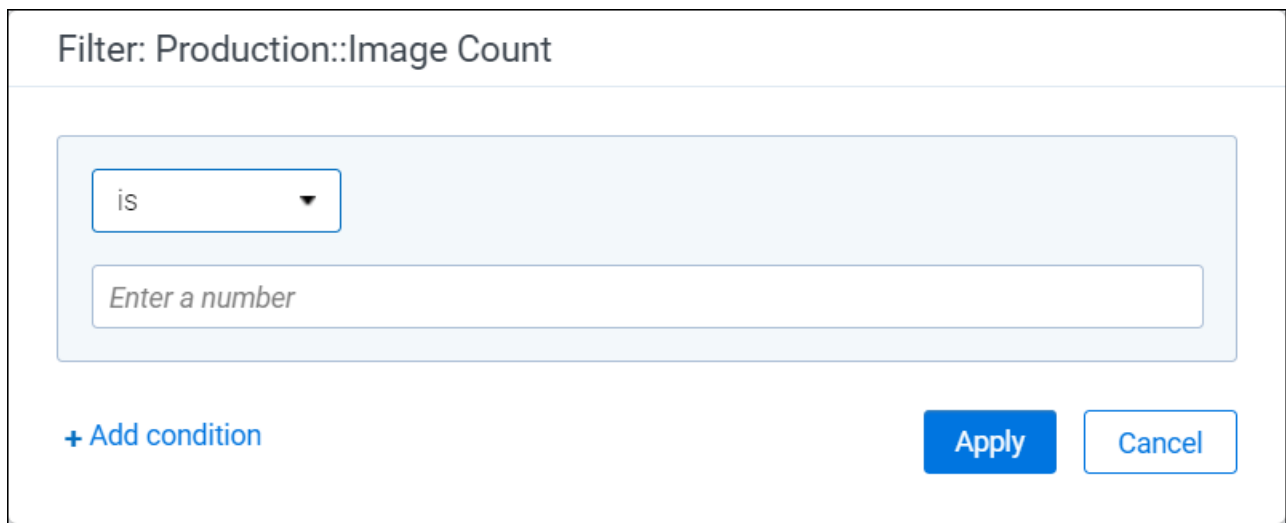 Filter: Production::Image Count
is
Enter a number
+ Add condition
Apply
Cancel